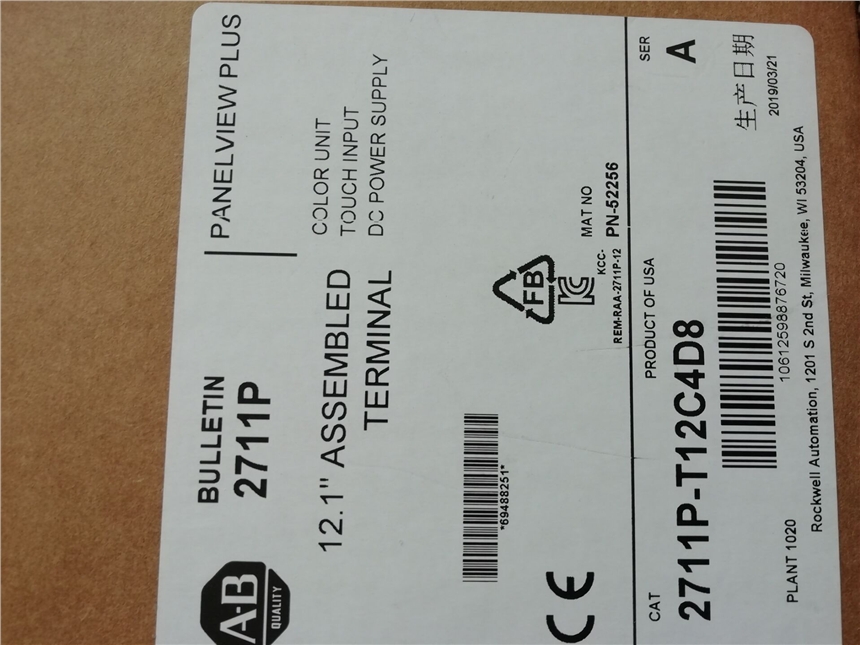 A-B
QUALITY
BULLETIN
2711P
PANELVIEW PLUS
12.1" ASSEMBLED
TERMINAL
COLOR UNIT
TOUCH INPUT
DC POWER SUPPLY
*69488251*
CE
FB
KC
KCC-
REM-RAA-2711P-12
MAT NO
PN-52256
CAT
2711P-T12C4D8
PRODUCT OF USA
SER
A
10612598876720
生产日期
2019/03/21
PLANT 1020
Rockwell Automation, 1201 S 2nd St, Milwaukee, WI 53204, USA